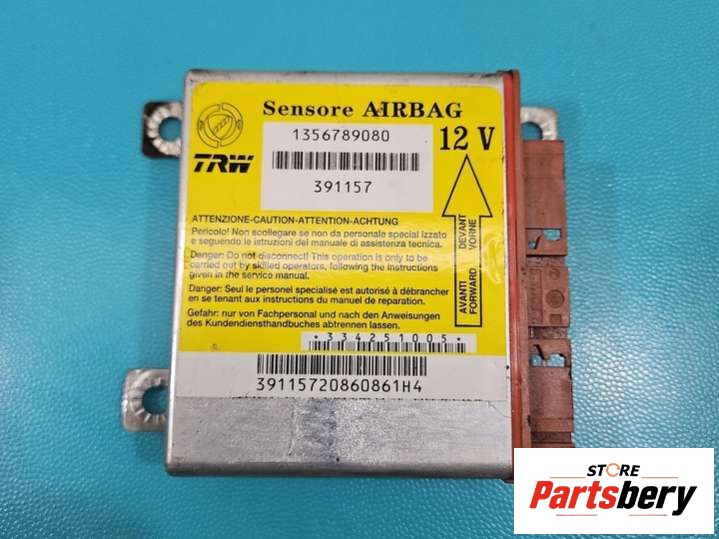 Sensore AIRBAG
1356789080
12 V
TRW
391157
ATTENZIONE-CAUTION-ATTENTION-ACHTUNG
Pericolo! Non scollegare se non da personale special izzato
e seguendo le istruzioni del manuale di assistenza tecnica.
Danger: Do not disconnect! This operation is only to be
carried out by skilled operators, following the instructions
given in the service manual.
Danger: Seul le personel specialisé est autorisé à débrancher
en se tenant aux instructions du manuel de reparation.
Gefahr: nur von Fachpersonal und nach den Anweisungen
des Kundendiensthandbuches abtrennen lassen.
AVANTI DEVANT
FORWARD VORNE
*334251005*
39115720860861H4
STORE
Partsbery